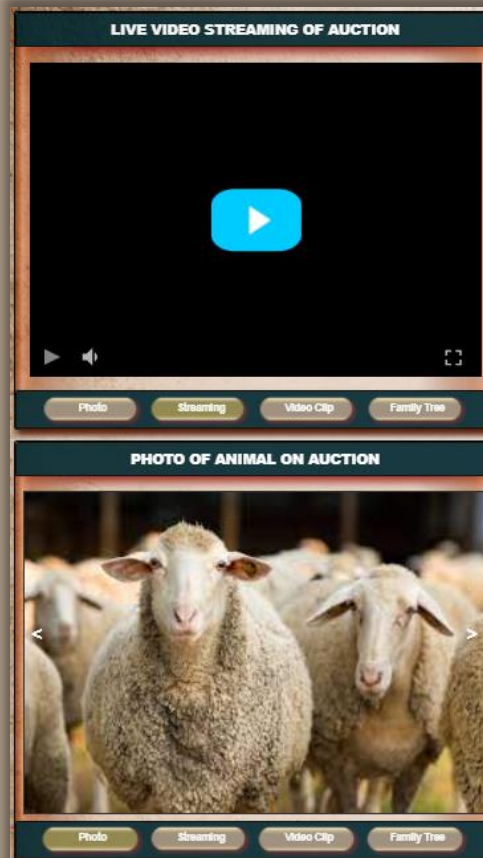 LIVE VIDEO STREAMING OF AUCTION
Photo Streaming Video Clip Family Tree
PHOTO OF ANIMAL ON AUCTION
< >
Photo Streaming Video Clip Family Tree